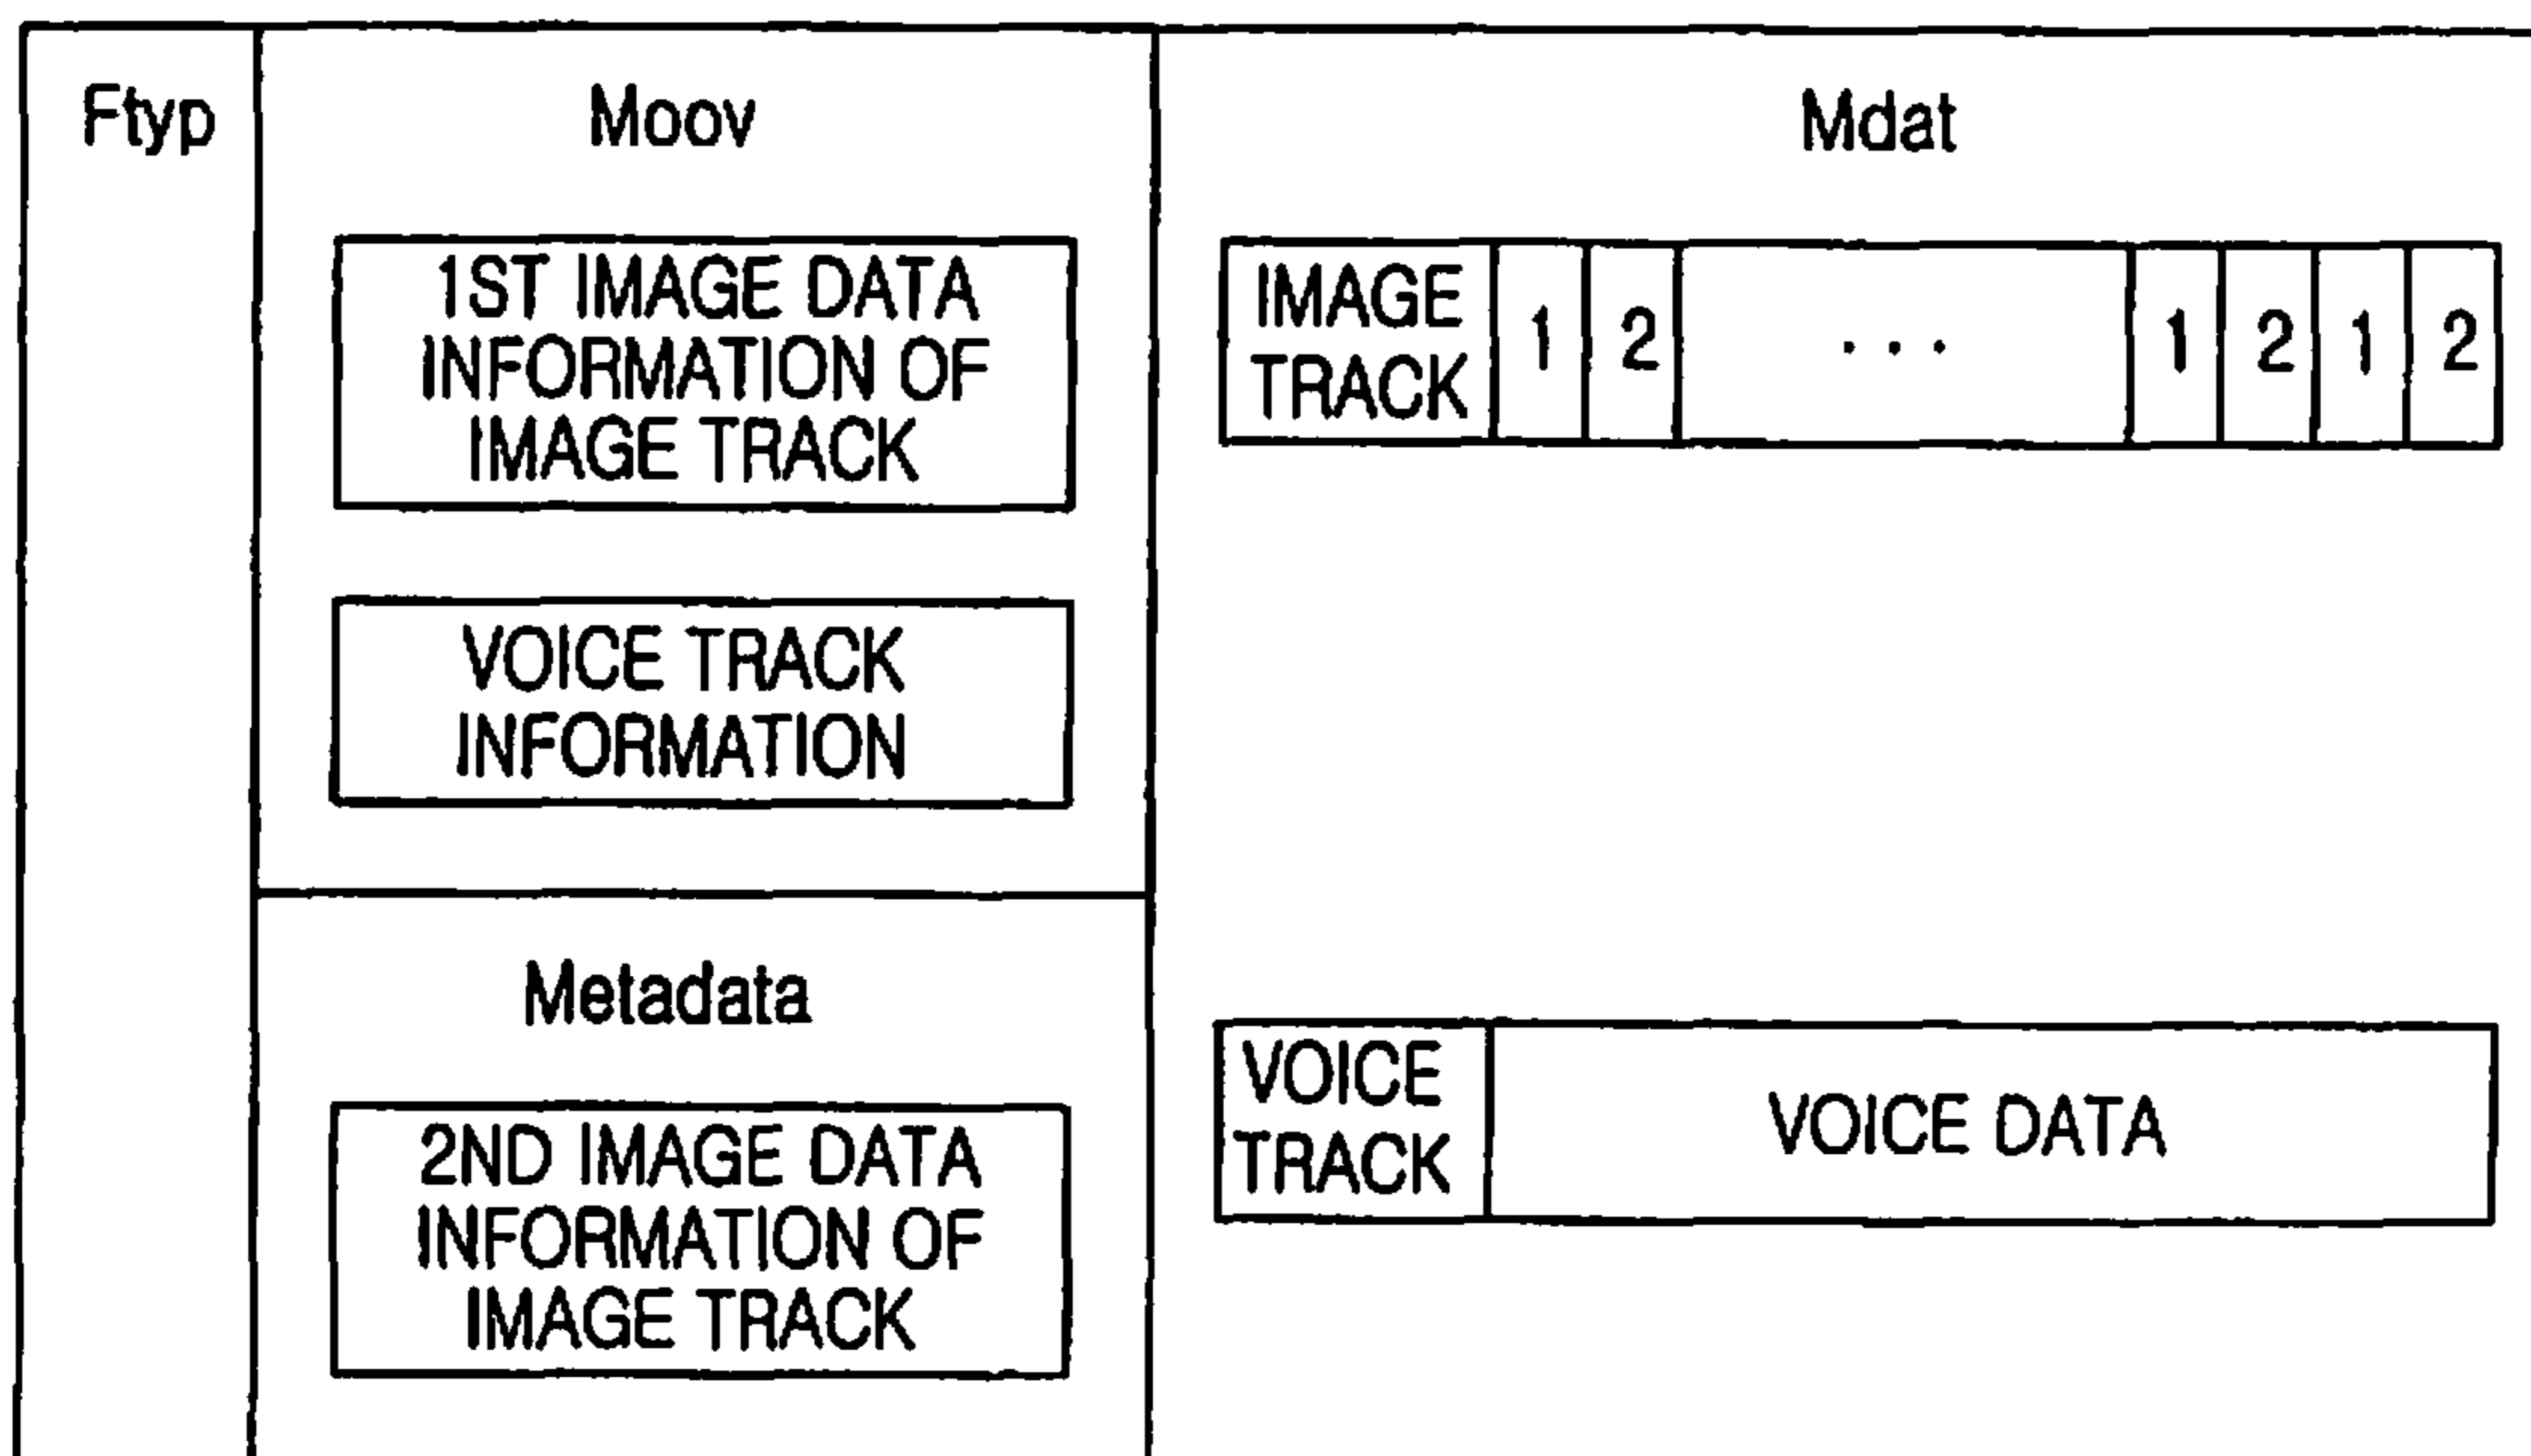 Ftyp
Moov
1ST IMAGE DATA
INFORMATION OF
IMAGE TRACK
VOICE TRACK
INFORMATION
Metadata
2ND IMAGE DATA
INFORMATION OF
IMAGE TRACK
Mdat
IMAGE
TRACK
1 2 ... 1 2 1 2
VOICE
TRACK
VOICE DATA